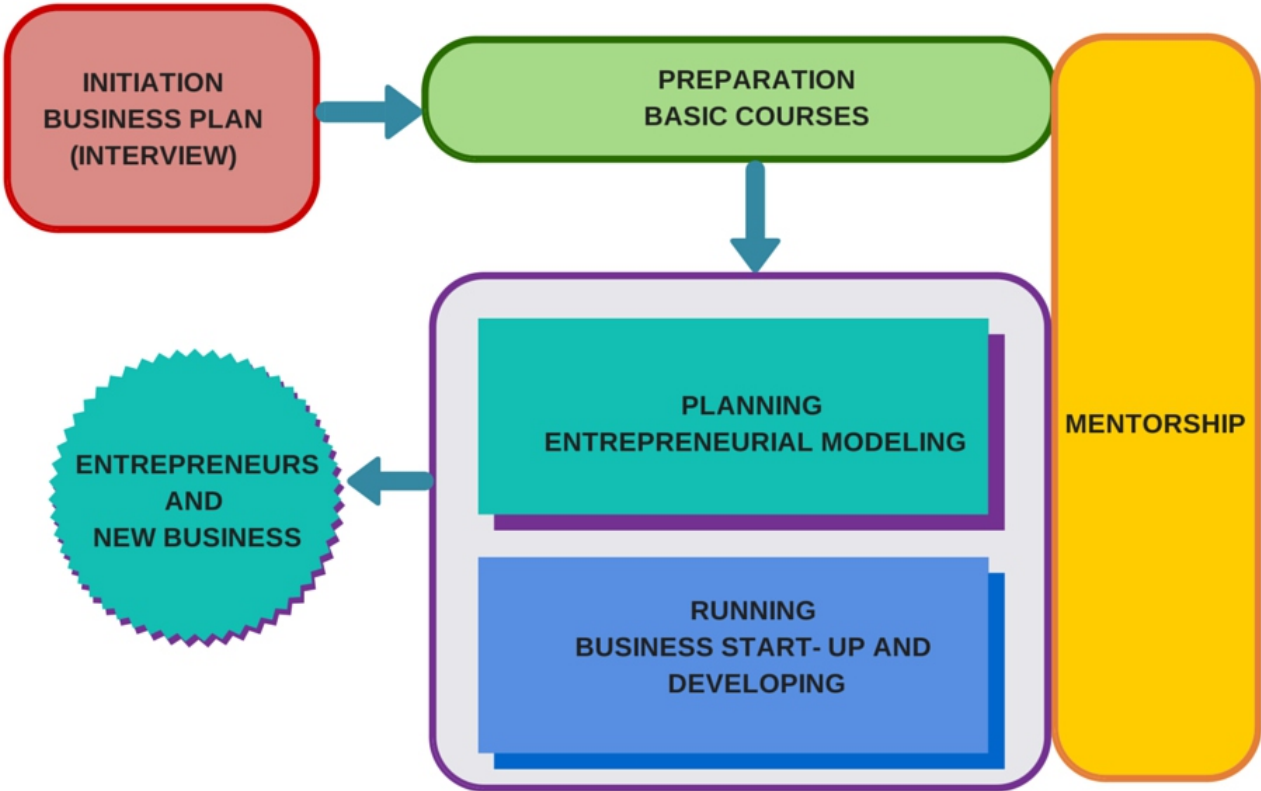 INITIATION
BUSINESS PLAN
(INTERVIEW)
PREPARATION
BASIC COURSES
MENTORSHIP
PLANNING
ENTREPRENEURIAL MODELING
RUNNING
BUSINESS START- UP AND
DEVELOPING
ENTREPRENEURS
AND
NEW BUSINESS